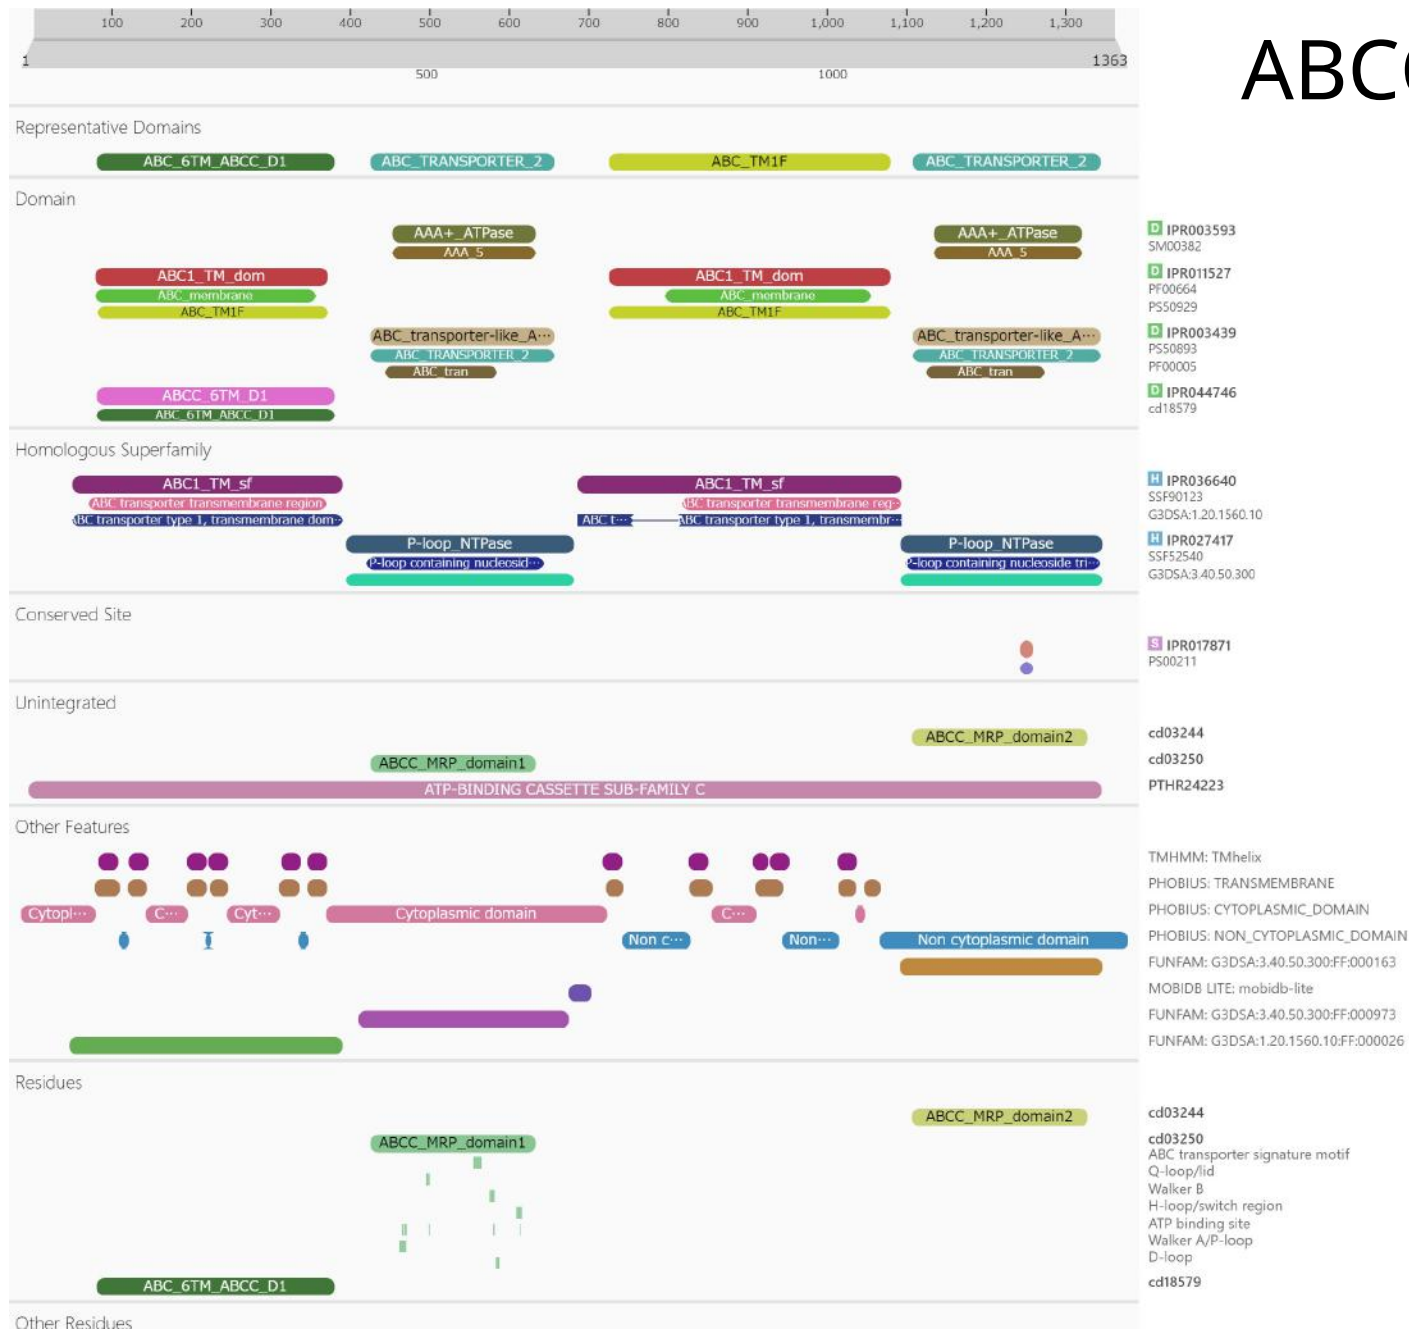 100 200 300 400 500 600 700 800 900 1,000 1,100 1,200 1,300
ABCC
1 1363
500 1000
Representative Domains
ABC_6TM_ABCC_D1 ABC_TRANSPORTER_2 ABC_TM1F ABC_TRANSPORTER_2
Domain
AAA+_ATPase AAA+_ATPase IPR003593
AAA_5 AAA_5 SM00382
ABC1_TM_dom ABC1_TM_dom IPR011527
ABC_membrane ABC_membrane PF00664
ABC_TM1F ABC_TM1F PS50929
ABC_transporter-like_A··· ABC_transporter-like_A··· IPR003439
ABC_TRANSPORTER_2 ABC_TRANSPORTER_2 PS50893
ABC_tran ABC_tran PF00005
ABCC_6TM_D1 D IPR044746
ABC_6TM_ABCC_D1 cd18579
Homologous Superfamily
ABC1_TM_sf ABC1_TM_sf H IPR036640
ABC transporter transmembrane region ABC transporter transmembrane reg··· SSF90123
ABC transporter type 1, transmembrane dom··· ABC t··· ABC transporter type 1, transmembr··· G3DSA:1.20.1560.10
P-loop_NTPase P-loop_NTPase H IPR027417
P-loop containing nucleosid··· P-loop containing nucleoside tri··· SSF52540
G3DSA:3.40.50.300
Conserved Site
S IPR017871
PS00211
Unintegrated
ABCC_MRP_domain2 cd03244
ABCC_MRP_domain1 cd03250
ATP-BINDING CASSETTE SUB-FAMILY C PTHR24223
Other Features
TMHMM: TMhelix
PHOBIUS: TRANSMEMBRANE
Cytopl··· C··· Cyt··· Cytoplasmic domain C··· PHOBIUS: CYTOPLASMIC_DOMAIN
Non c··· Non··· Non cytoplasmic domain PHOBIUS: NON_CYTOPLASMIC_DOMAIN
FUNFAM: G3DSA:3.40.50.300:FF:000163
MOBIDB LITE: mobidb-lite
FUNFAM: G3DSA:3.40.50.300:FF:000973
FUNFAM: G3DSA:1.20.1560.10:FF:000026
Residues
ABCC_MRP_domain2 cd03244
ABCC_MRP_domain1 cd03250
ABC transporter signature motif
Q-loop/lid
Walker B
H-loop/switch region
ATP binding site
Walker A/P-loop
D-loop
ABC_6TM_ABCC_D1 cd18579
Other Residues